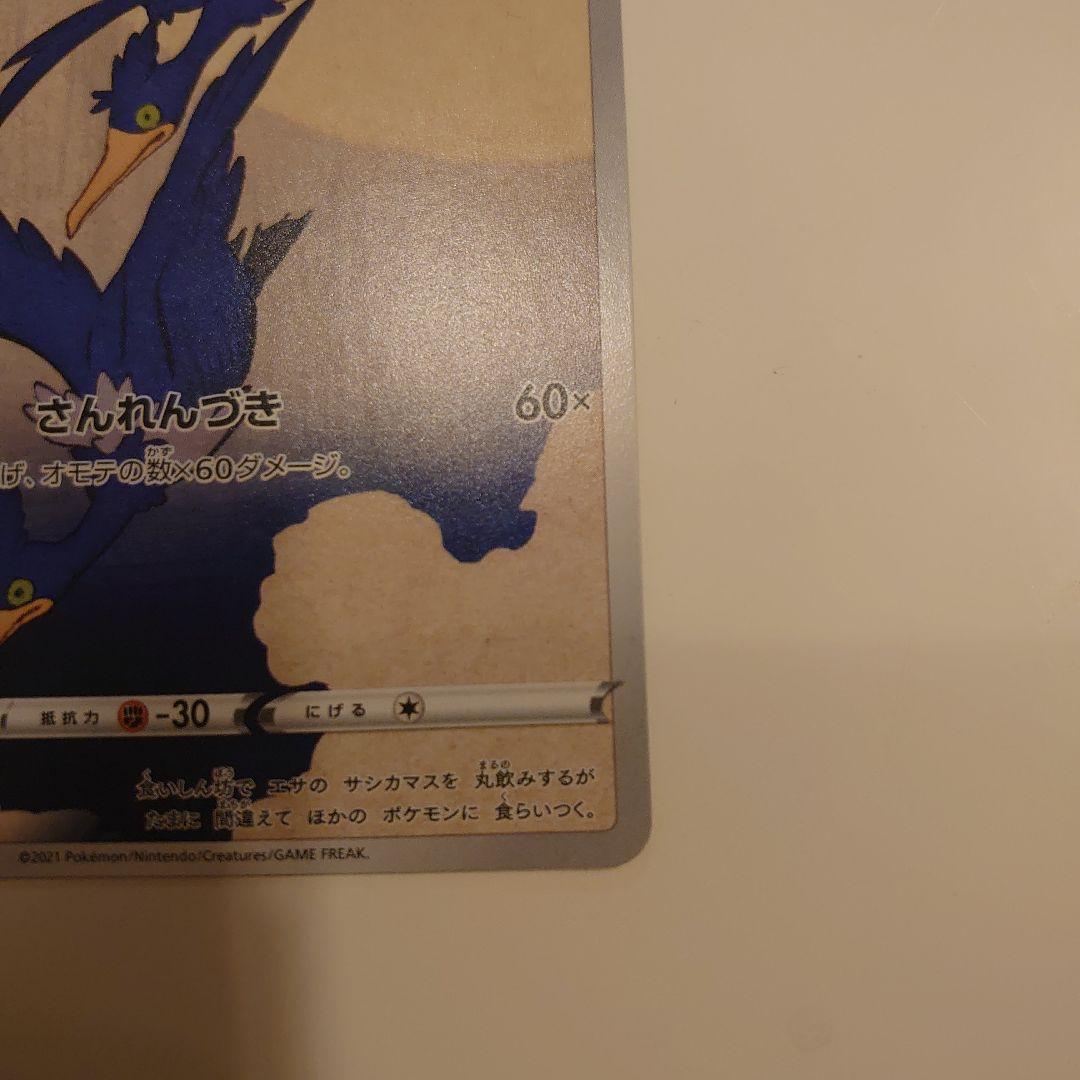 さんれんづき 60×
げ、オモテの数×60ダメージ。
抵抗力 -30 にげる
食いしん坊で エサの サシカマスを 丸飲みするが
たまに 間違えて ほかの ポケモンに 食らいつく。
©2021 Pokémon/Nintendo/Creatures/GAME FREAK.